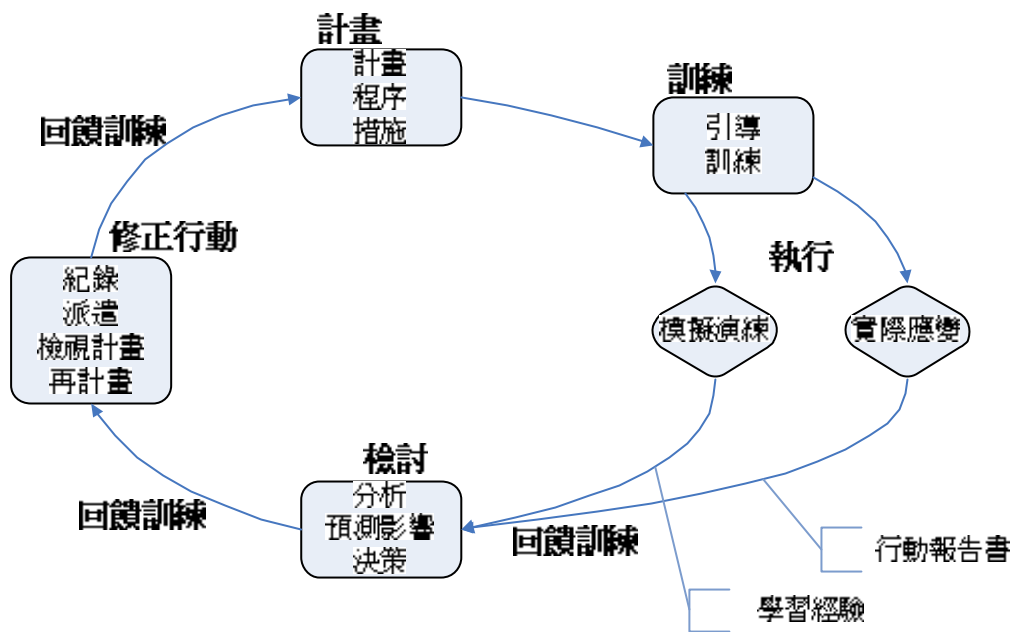 計畫
計畫
程序
措施
訓練
引導
訓練
回饋訓練
修正行動
紀錄
派遣
檢視計畫
再計畫
執行
模擬演練
實際應變
檢討
分析
預測影響
決策
回饋訓練
回饋訓練
行動報告書
學習經驗